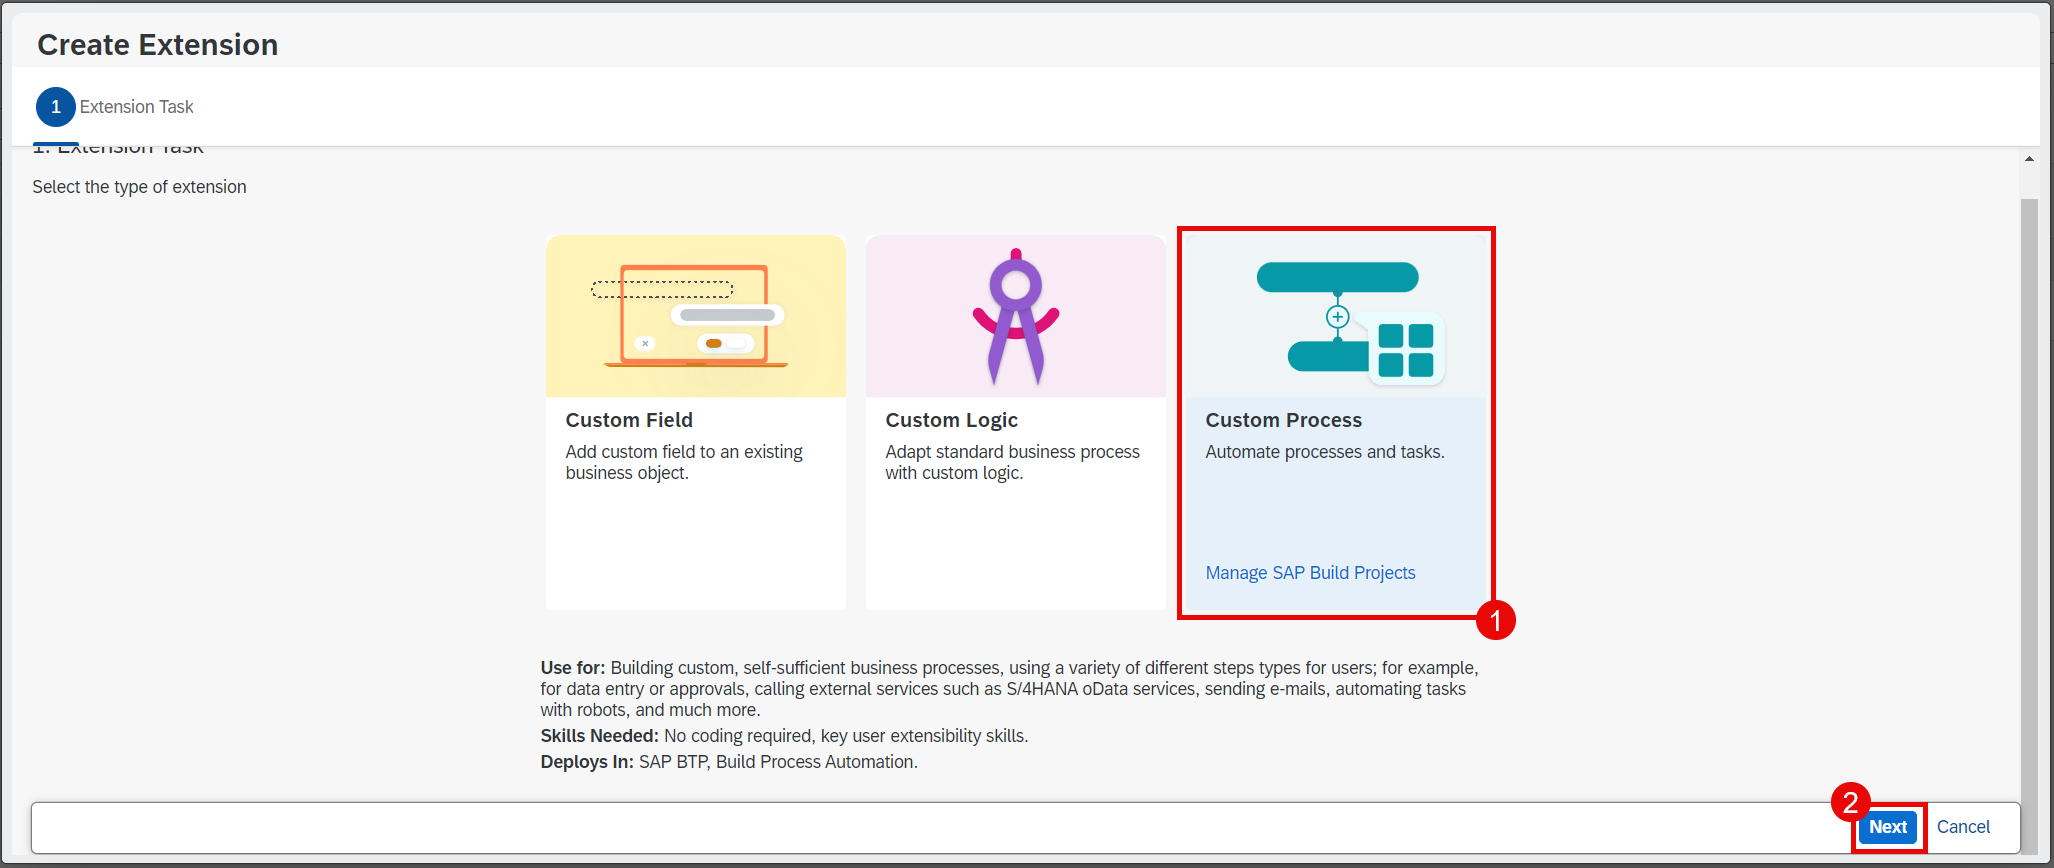 Create Extension
1 Extension Task
1. Extension Task
Select the type of extension
Custom Field
Add custom field to an existing
business object.
Custom Logic
Adapt standard business process
with custom logic.
Custom Process
Automate processes and tasks.
Manage SAP Build Projects
1
Use for: Building custom, self-sufficient business processes, using a variety of different steps types for users; for example,
for data entry or approvals, calling external services such as S/4HANA oData services, sending e-mails, automating tasks
with robots, and much more.
Skills Needed: No coding required, key user extensibility skills.
Deploys In: SAP BTP, Build Process Automation.
2
Next Cancel